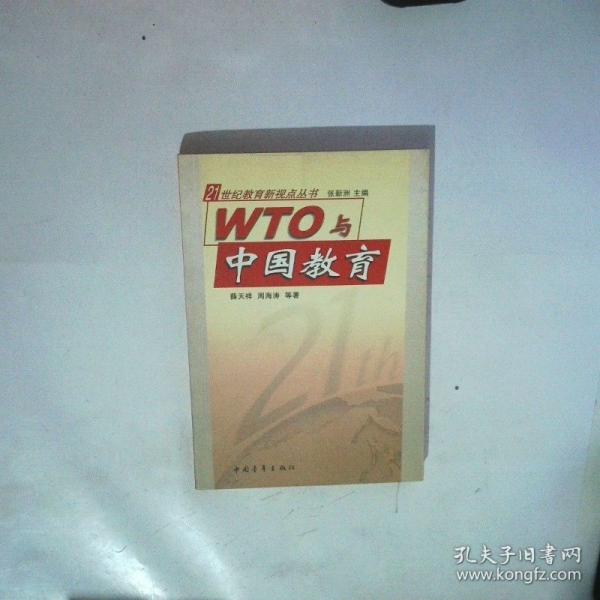 21世纪教育新视点丛书 张新洲 主编
WTO与
中国教育
薛天祥 周海涛 等著
21th
中国青年出版社
孔夫子旧书网
www.kongfz.com